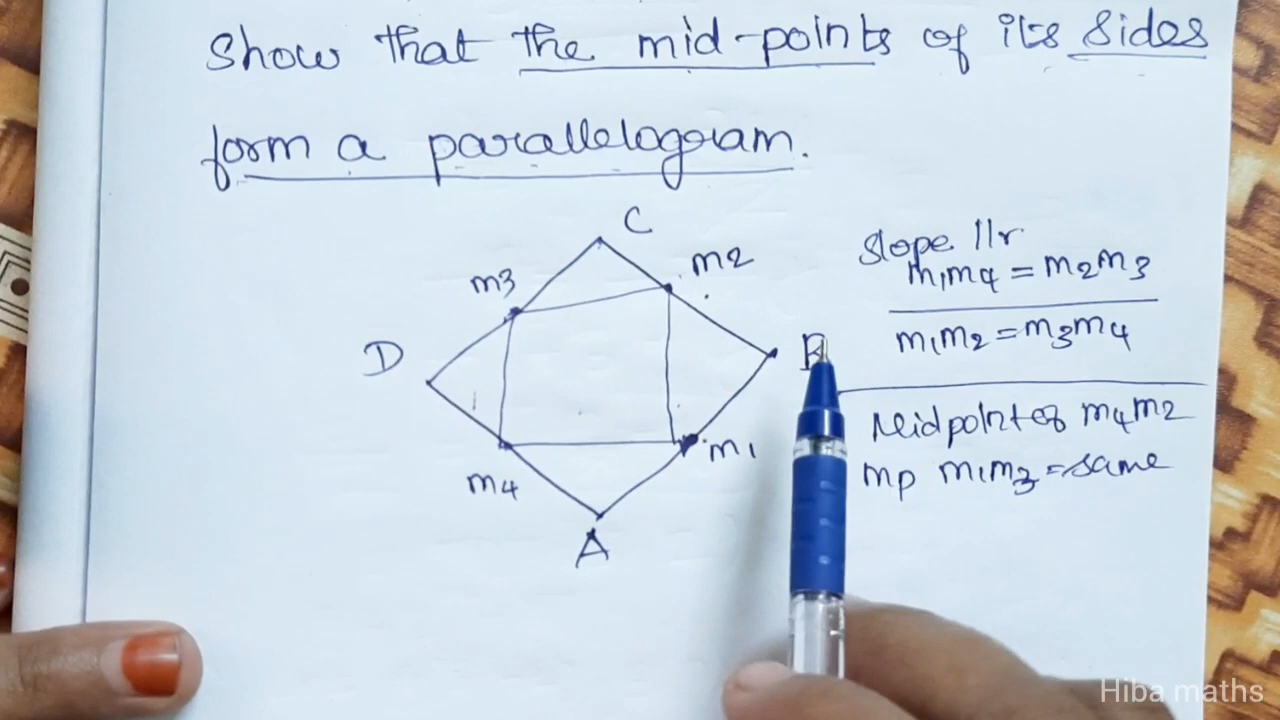 Show that the mid-points of its sides
form a parallelogram.
C
m3
m2
D
B
m1
m4
A
Slope llr
m1m4 = m2m3
m1m2 = m3m4
Midpoint of m4m2
mp m1m3 = same
Hiba maths